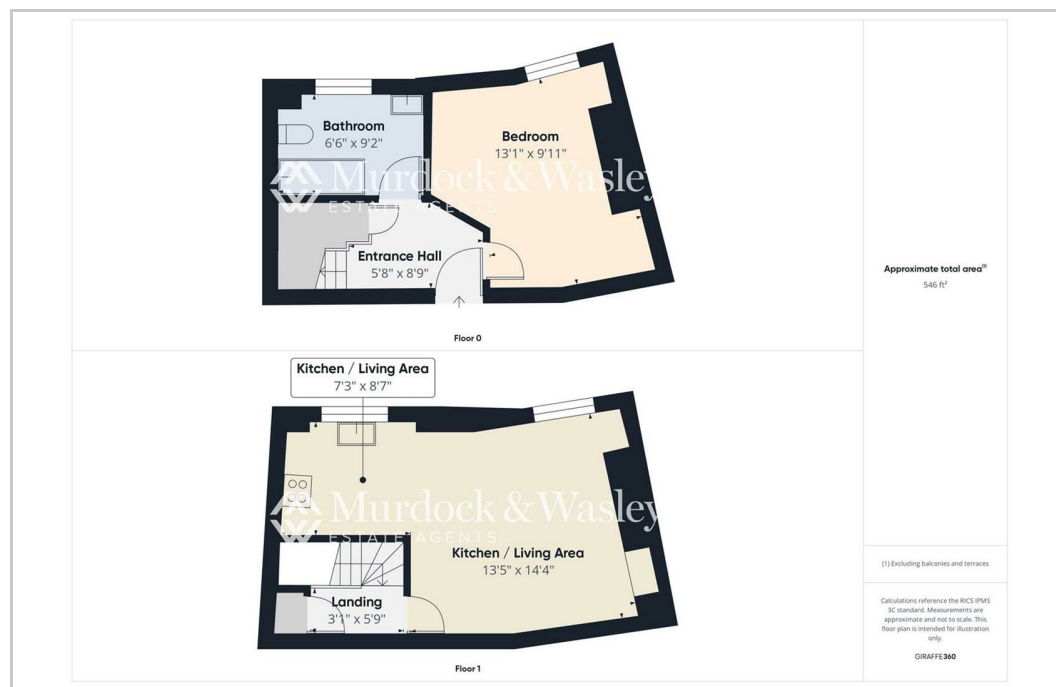 Bathroom
6'6" x 9'2"
Bedroom
13'1" x 9'11"
Murdock & Wasley
ESTATE AGENTS
Entrance Hall
5'8" x 8'9"
Floor 0
Kitchen / Living Area
7'3" x 8'7"
Murdock & Wasley
ESTATE AGENTS
Kitchen / Living Area
13'5" x 14'4"
Landing
3'1" x 5'9"
Floor 1
Approximate total area(1)
546 ft²
(1) Excluding balconies and terraces
Calculations reference the RICS IPMS
3C standard. Measurements are
approximate and not to scale. This
floor plan is intended for illustration
only.
GIRAFFE360